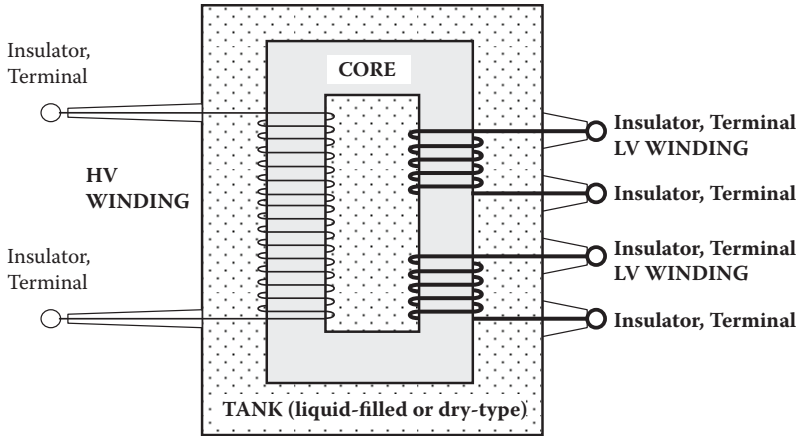 Insulator,
Terminal
CORE
Insulator, Terminal
LV WINDING
HV
WINDING
Insulator, Terminal
Insulator,
Terminal
Insulator, Terminal
LV WINDING
Insulator, Terminal
TANK (liquid-filled or dry-type)